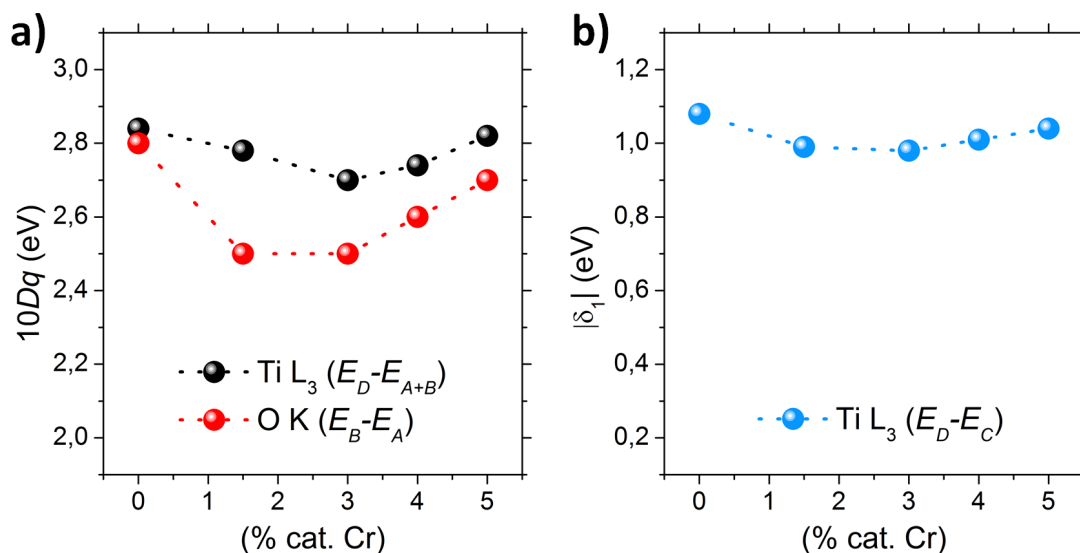 a)
3,0
2,8
2,6
2,4
2,2
2,0
10Dq (eV)
Ti L3 (ED-EA+B)
O K (EB-EA)
0 1 2 3 4 5
(% cat. Cr)
b)
1,2
1,0
0,8
0,6
0,4
0,2
|δ1| (eV)
Ti L3 (ED-EC)
0 1 2 3 4 5
(% cat. Cr)